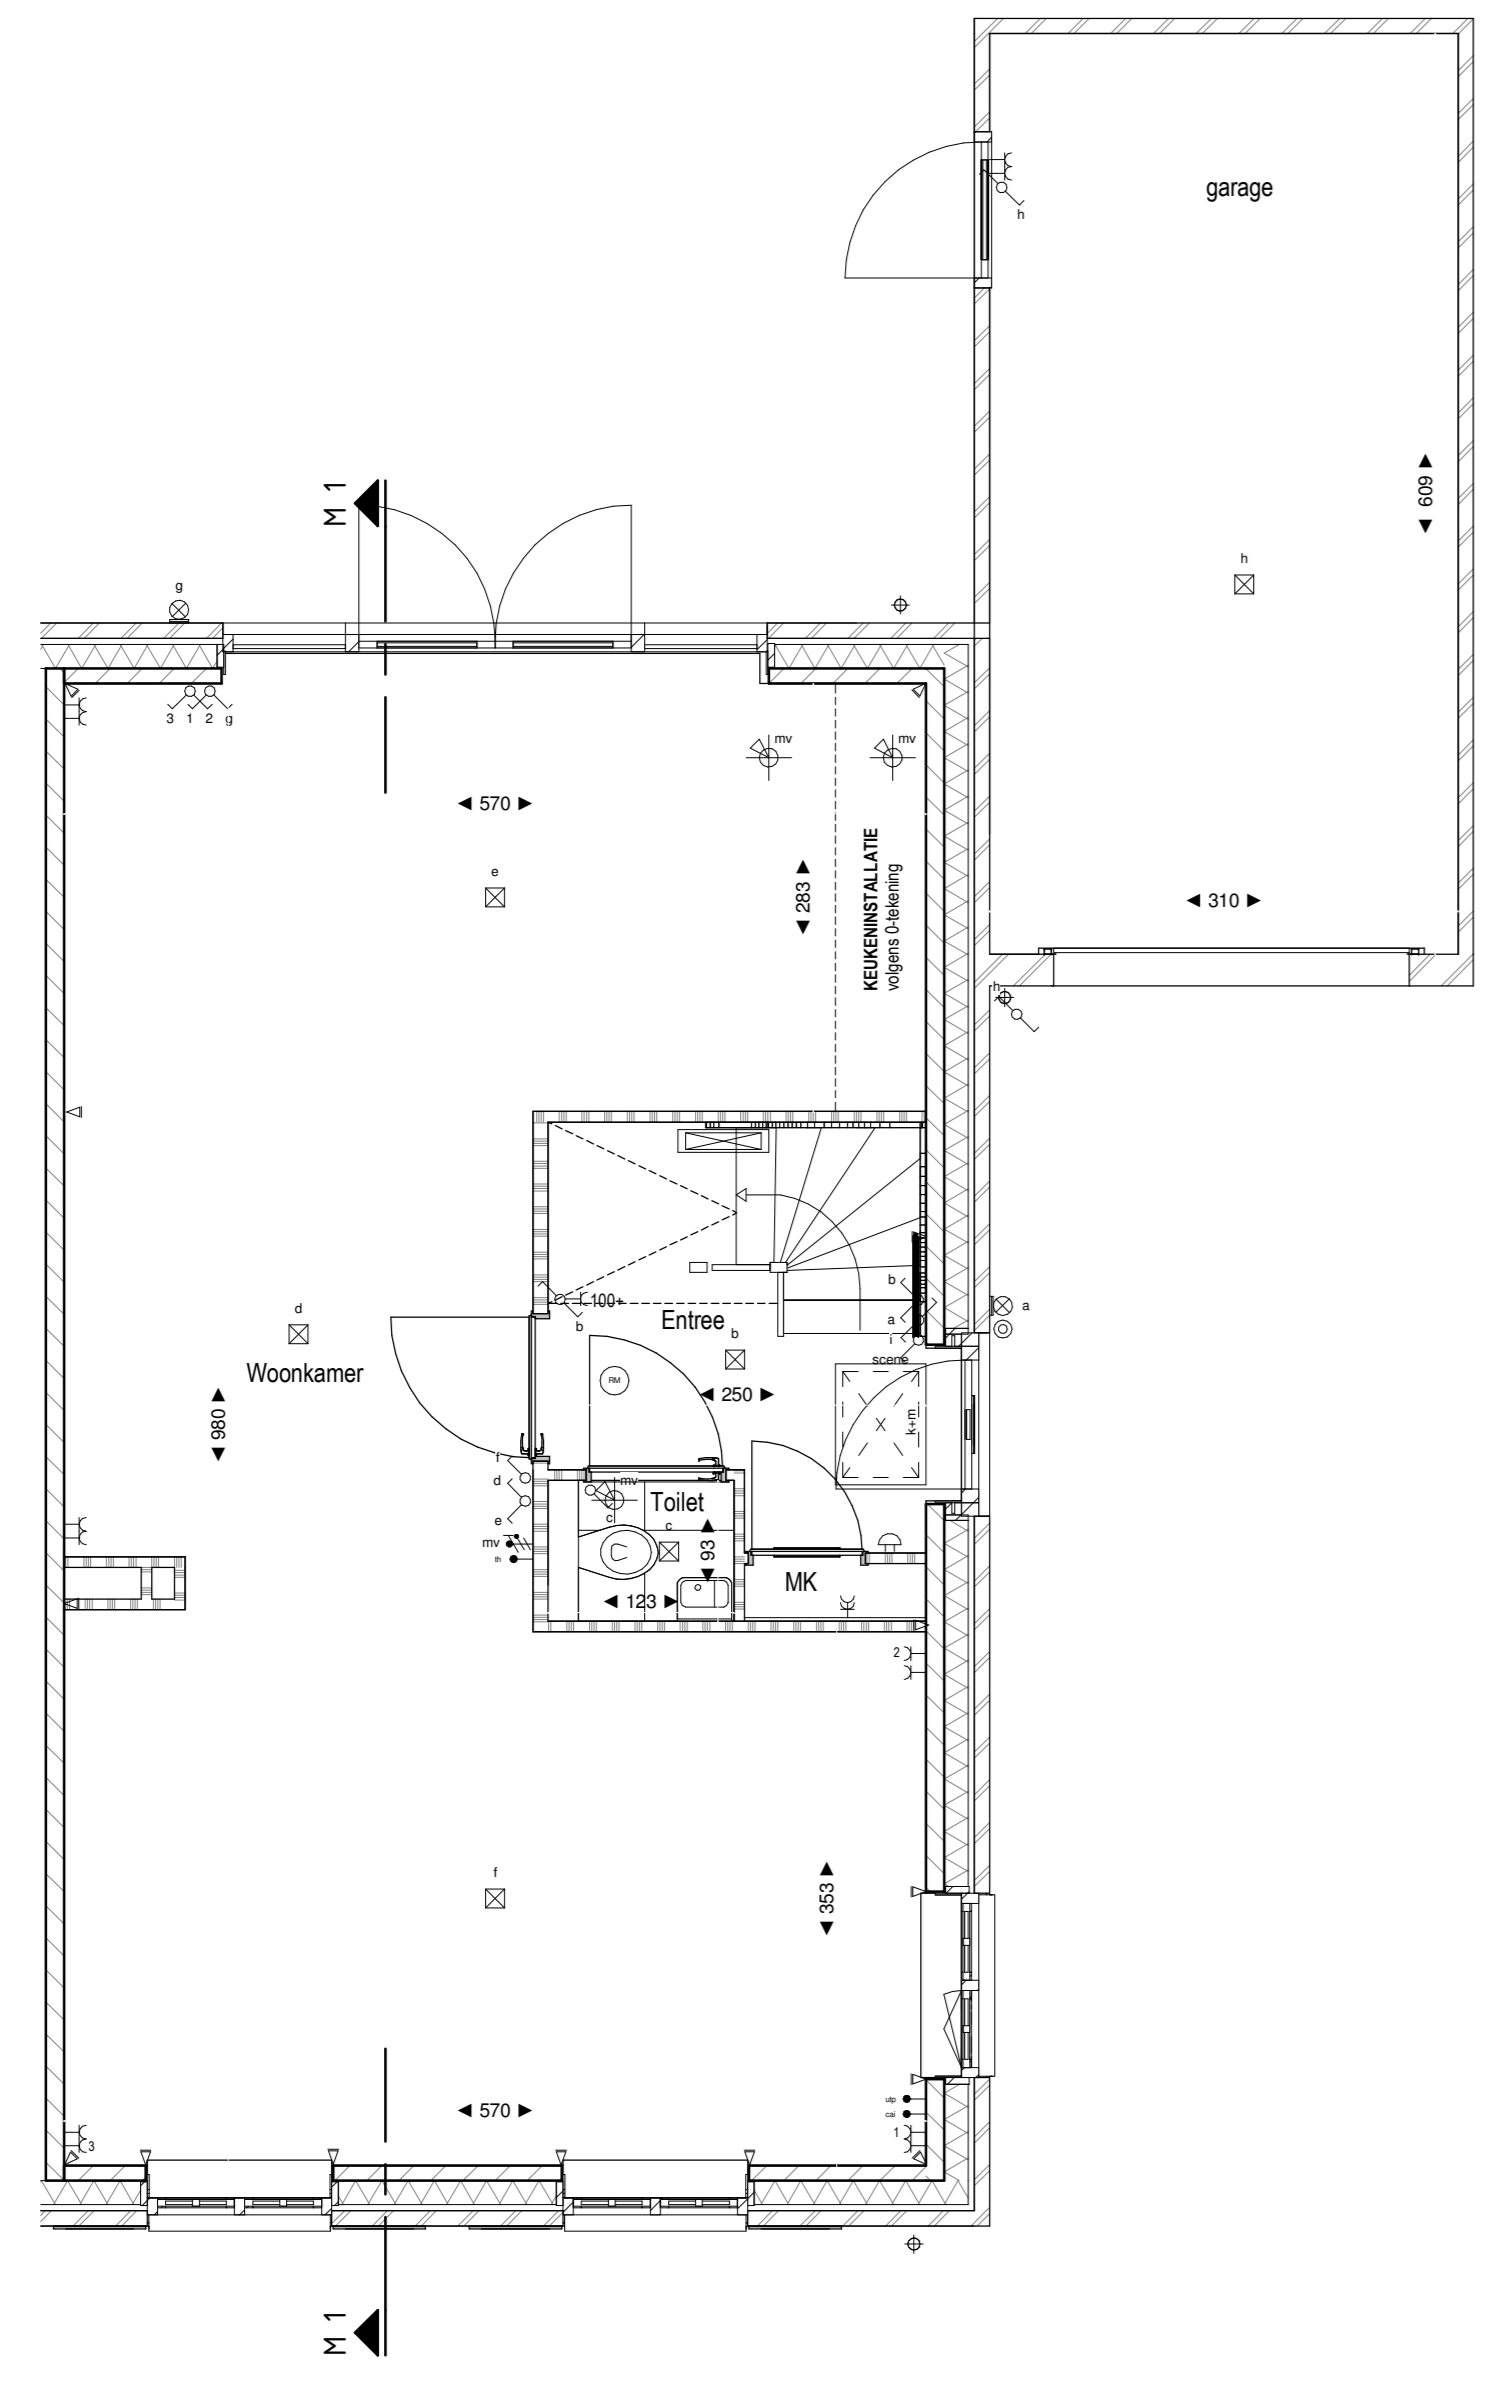 garage
h
M 1
609
h
g
3 1 2 g
mv
mv
570
e
283
KEUKENINSTALLATIE
volgens 0-tekening
310
h
b
100+
b
Entree
b
a
i
scene
a
d
Woonkamer
RM
250
980
k+m
f
d
mv
Toilet
e
c
c
mv
th
93
123
MK
2
f
353
utp
cai
570
1
3
M 1